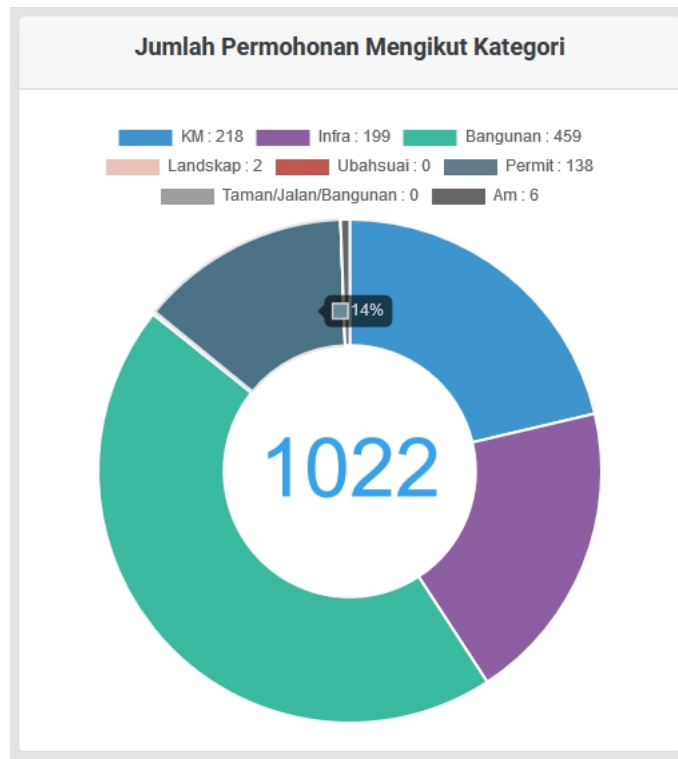 Jumlah Permohonan Mengikut Kategori
KM : 218 Infra : 199 Bangunan : 459
Landskap : 2 Ubahsuai : 0 Permit : 138
Taman/Jalan/Bangunan : 0 Am : 6
14%
1022